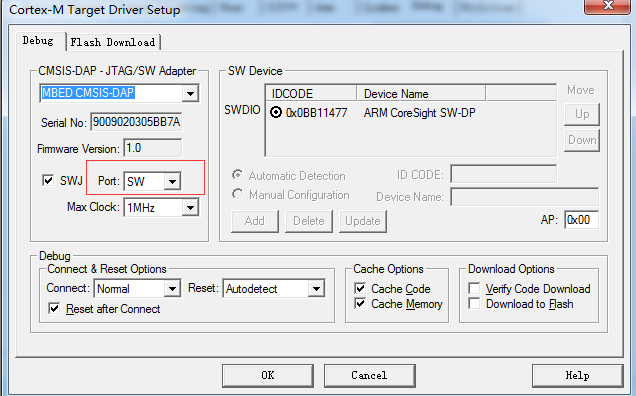 Cortex-M Target Driver Setup
Debug
Flash Download
CMSIS-DAP - JTAG/SW Adapter
MBED CMSIS-DAP
Serial No: 9009020305BB7A
Firmware Version: 1.0
SWJ Port: SW
Max Clock: 1MHz
SW Device
IDCODE Device Name
SWDIO 0x0BB11477 ARM CoreSight SW-DP
Move
Up
Down
Automatic Detection
Manual Configuration
ID CODE:
Device Name:
Add Delete Update
AP: 0x00
Debug
Connect & Reset Options
Connect: Normal Reset: Autodetect
Reset after Connect
Cache Options
Cache Code
Cache Memory
Download Options
Verify Code Download
Download to Flash
OK Cancel Help